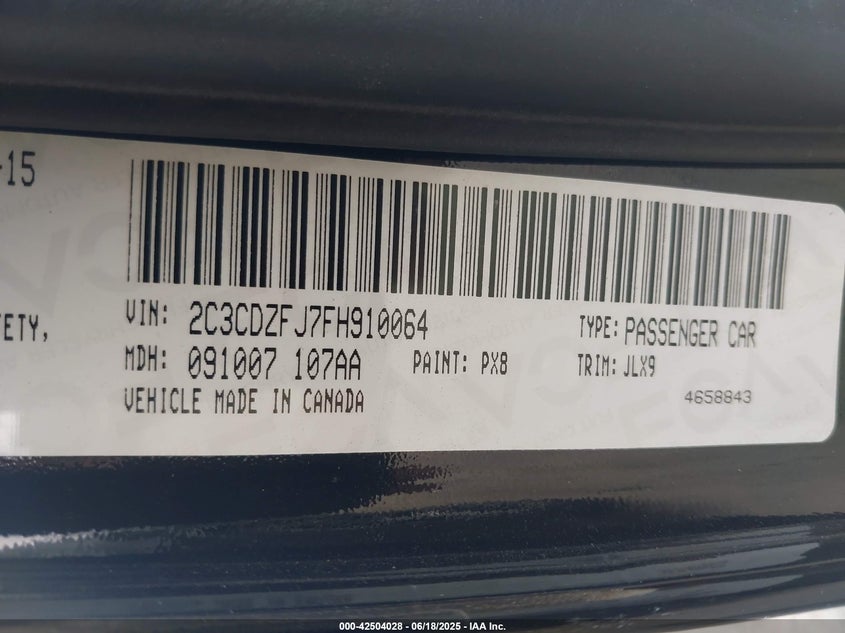 -15
ETY,
VIN: 2C3CDZFJ7FH910064 TYPE: PASSENGER CAR
MDH: 091007 107AA PAINT: PX8 TRIM: JLX9
VEHICLE MADE IN CANADA 4658843
000-42504028 - 06/18/2025 - IAA Inc.